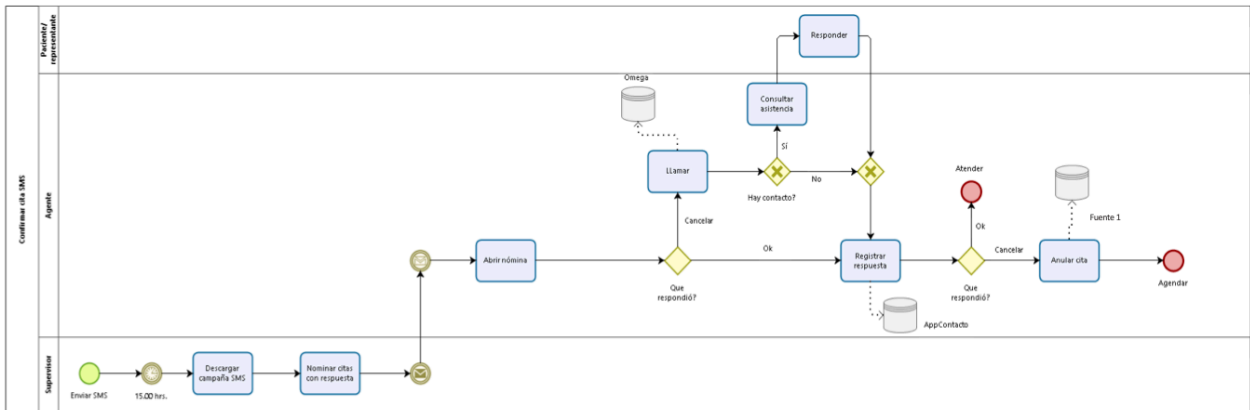 Confirmar cita SMS
Paciente/
representante
Responder
Agente
Omega
Consultar
asistencia
Sí
LLamar
Hay contacto?
No
Cancelar
Atender
Ok
Fuente 1
Abrir nómina
Que
respondió?
Ok
Registrar
respuesta
Que
respondió?
Cancelar
Anular cita
Agendar
AppContacto
Supervisor
Enviar SMS
15.00 hrs.
Descargar
campaña SMS
Nominar citas
con respuesta